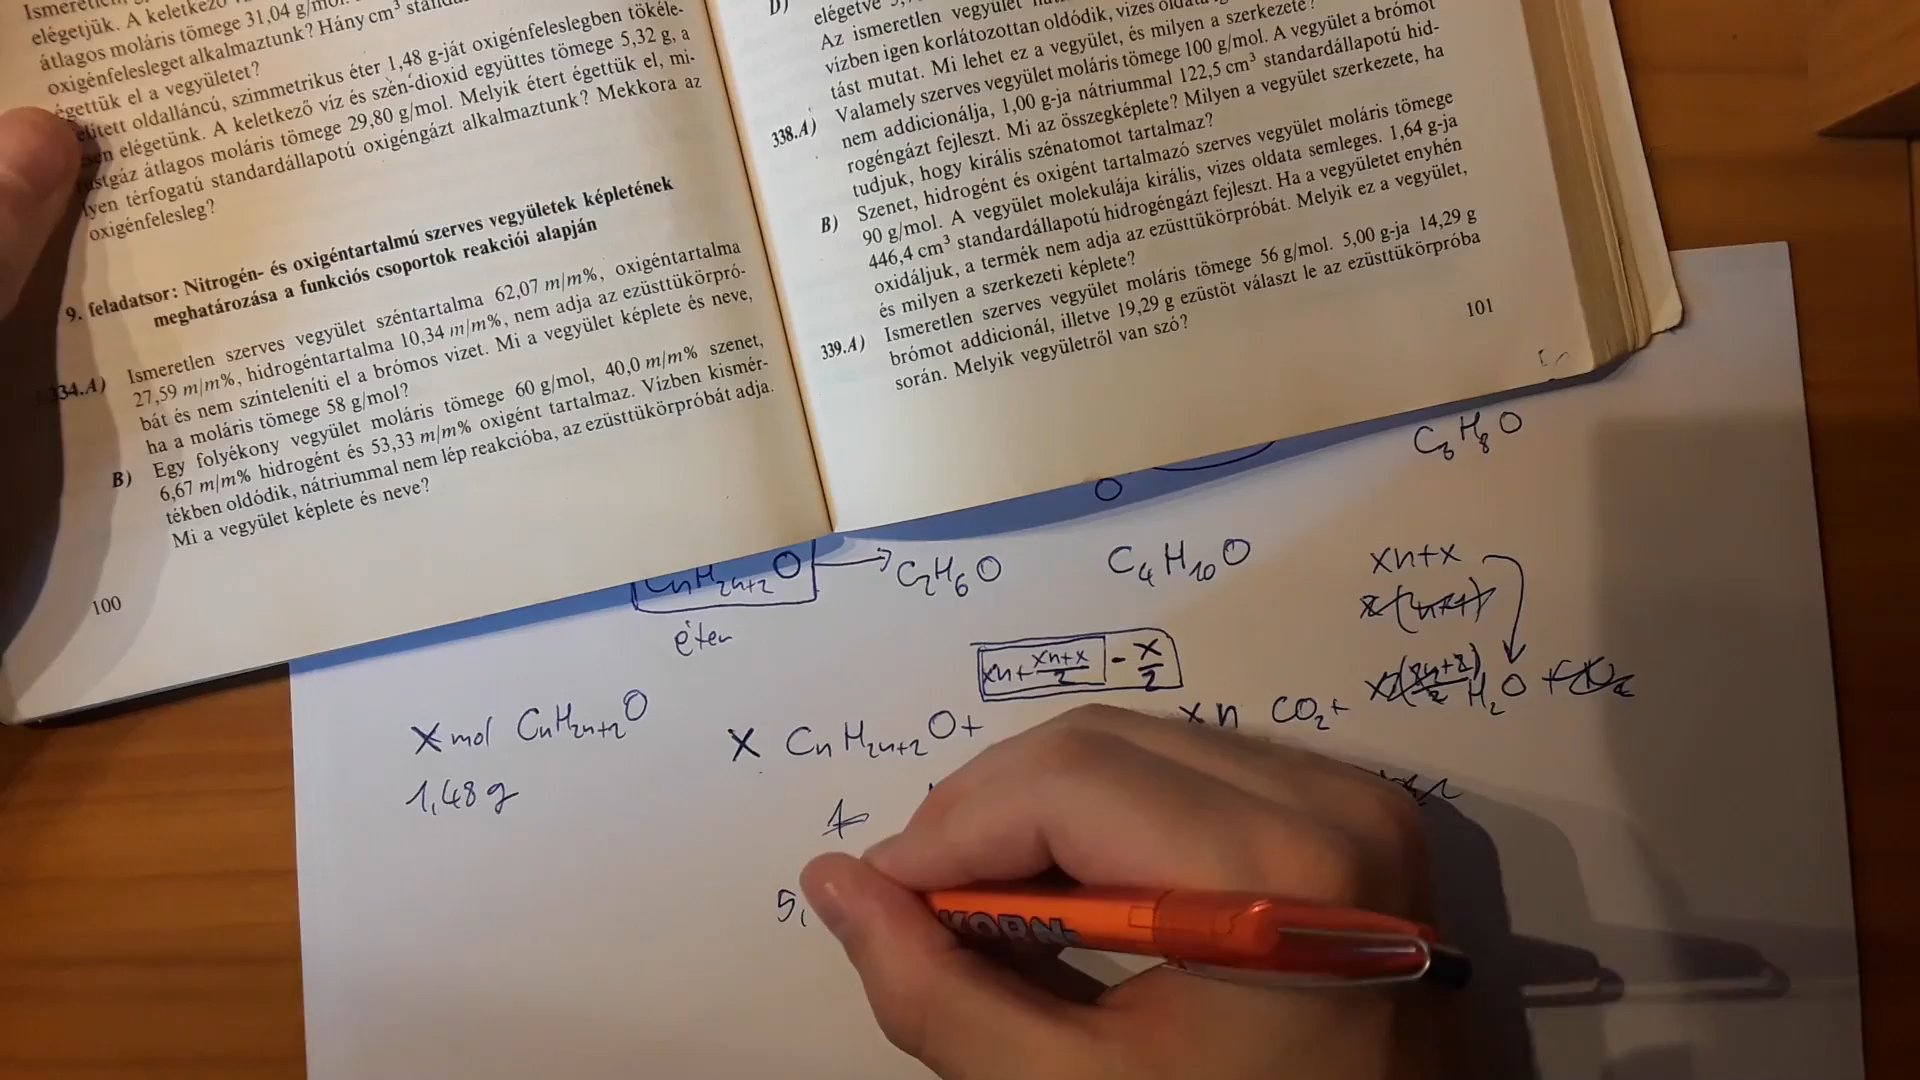 elégetjük. A keletkező
átlagos moláris tömege 31,04 g/mol.
oxigénfelesleget alkalmaztunk? Hány cm³
égettük el a vegyületet?
telített oldalláncú, szimmetrikus éter 1,48 g-ját oxigénfeleslegben tökéle-
elégetünk. A keletkező víz és szén-dioxid együttes tömege 5,32 g, a
füstgáz átlagos moláris tömege 29,80 g/mol. Melyik étert égettük el, mi-
lyen térfogatú standardállapotú oxigéngázt alkalmaztunk? Mekkora az
oxigénfelesleg?
9. feladatsor: Nitrogén- és oxigéntartalmú szerves vegyületek képletének
meghatározása a funkciós csoportok reakciói alapján
334.A) Ismeretlen szerves vegyület széntartalma 62,07 m/m%, oxigéntartalma
27,59 m/m%, hidrogéntartalma 10,34 m/m%, nem adja az ezüsttükörpró-
bát és nem színteleníti el a brómos vizet. Mi a vegyület képlete és neve,
ha a moláris tömege 58 g/mol?
B) Egy folyékony vegyület moláris tömege 60 g/mol, 40,0 m/m% szenet,
6,67 m/m% hidrogént és 53,33 m/m% oxigént tartalmaz. Vízben kismér-
tékben oldódik, nátriummal nem lép reakcióba, az ezüsttükörpróbát adja.
Mi a vegyület képlete és neve?
100
D)
elégetve
Az ismeretlen vegyület
vízben igen korlátozottan oldódik, vizes
tást mutat. Mi lehet ez a vegyület, és milyen a szerkezete?
338.A) Valamely szerves vegyület moláris tömege 100 g/mol. A vegyület a brómot
nem addicionálja, 1,00 g-ja nátriummal 122,5 cm³ standardállapotú hid-
rogéngázt fejleszt. Mi az összegképlete? Milyen a vegyület szerkezete, ha
tudjuk, hogy királis szénatomot tartalmaz?
B) Szenet, hidrogént és oxigént tartalmazó szerves vegyület moláris tömege
90 g/mol. A vegyület molekulája királis, vizes oldata semleges. 1,64 g-ja
446,4 cm³ standardállapotú hidrogéngázt fejleszt. Ha a vegyületet enyhén
oxidáljuk, a termék nem adja az ezüsttükörpróbát. Melyik ez a vegyület,
és milyen a szerkezeti képlete?
339.A) Ismeretlen szerves vegyület moláris tömege 56 g/mol. 5,00 g-ja 14,29 g
brómot addicionál, illetve 19,29 g ezüstöt választ le az ezüsttükörpróba
során. Melyik vegyületről van szó?
101
C₃H₈O
O
CnH₂n+₂O → C₂H₆O C₄H₁₀O
éter
xn+x
xn+ xn+x/2 - x/2
x mol CnH₂n+₂O
1,48 g
x CnH₂n+₂O + xn CO₂ + H₂O
5,
KORN